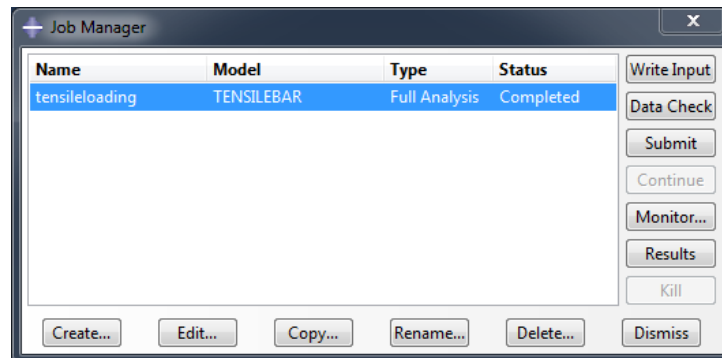 Job Manager
Name Model Type Status
tensileloading TENSILEBAR Full Analysis Completed
Write Input
Data Check
Submit
Continue
Monitor...
Results
Kill
Create... Edit... Copy... Rename... Delete... Dismiss